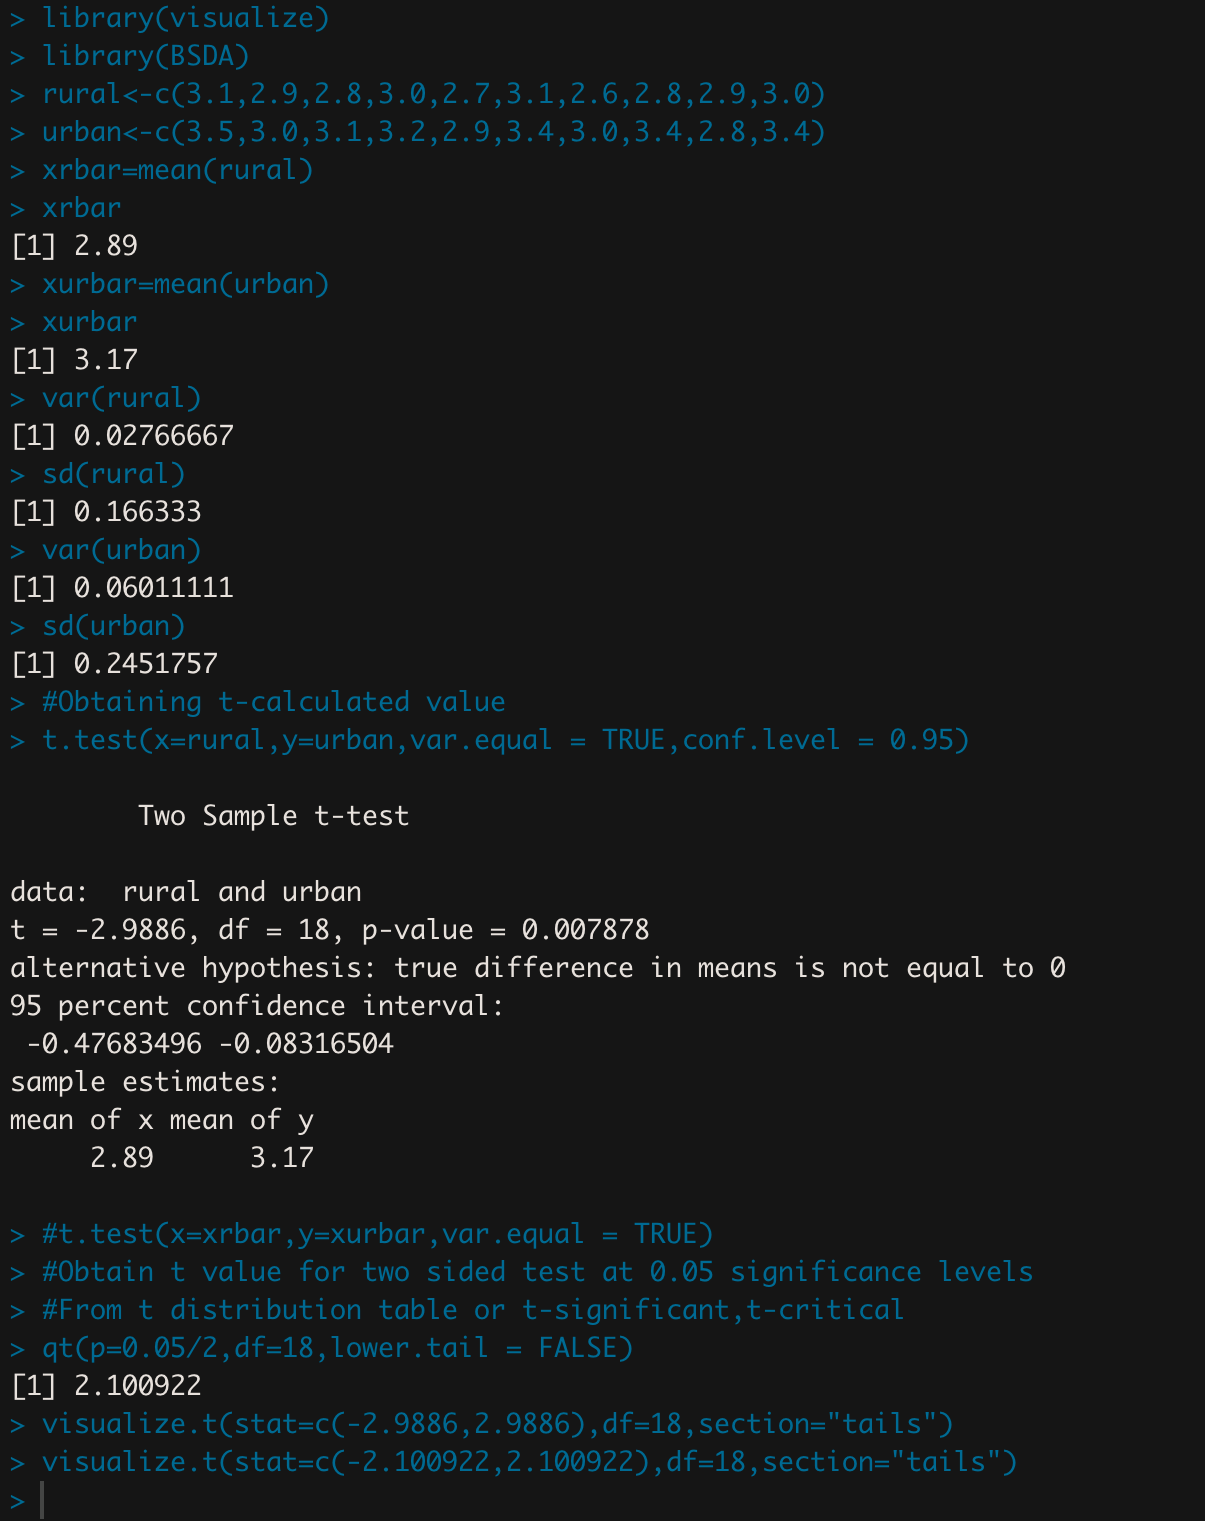 > library(visualize)
> library(BSDA)
> rural<-c(3.1,2.9,2.8,3.0,2.7,3.1,2.6,2.8,2.9,3.0)
> urban<-c(3.5,3.0,3.1,3.2,2.9,3.4,3.0,3.4,2.8,3.4)
> xrbar=mean(rural)
> xrbar
[1] 2.89
> xurbar=mean(urban)
> xurbar
[1] 3.17
> var(rural)
[1] 0.02766667
> sd(rural)
[1] 0.166333
> var(urban)
[1] 0.06011111
> sd(urban)
[1] 0.2451757
> #Obtaining t-calculated value
> t.test(x=rural,y=urban,var.equal = TRUE,conf.level = 0.95)
Two Sample t-test
data:  rural and urban
t = -2.9886, df = 18, p-value = 0.007878
alternative hypothesis: true difference in means is not equal to 0
95 percent confidence interval:
-0.47683496 -0.08316504
sample estimates:
mean of x mean of y
2.89      3.17
> #t.test(x=xrbar,y=xurbar,var.equal = TRUE)
> #Obtain t value for two sided test at 0.05 significance levels
> #From t distribution table or t-significant,t-critical
> qt(p=0.05/2,df=18,lower.tail = FALSE)
[1] 2.100922
> visualize.t(stat=c(-2.9886,2.9886),df=18,section="tails")
> visualize.t(stat=c(-2.100922,2.100922),df=18,section="tails")
>